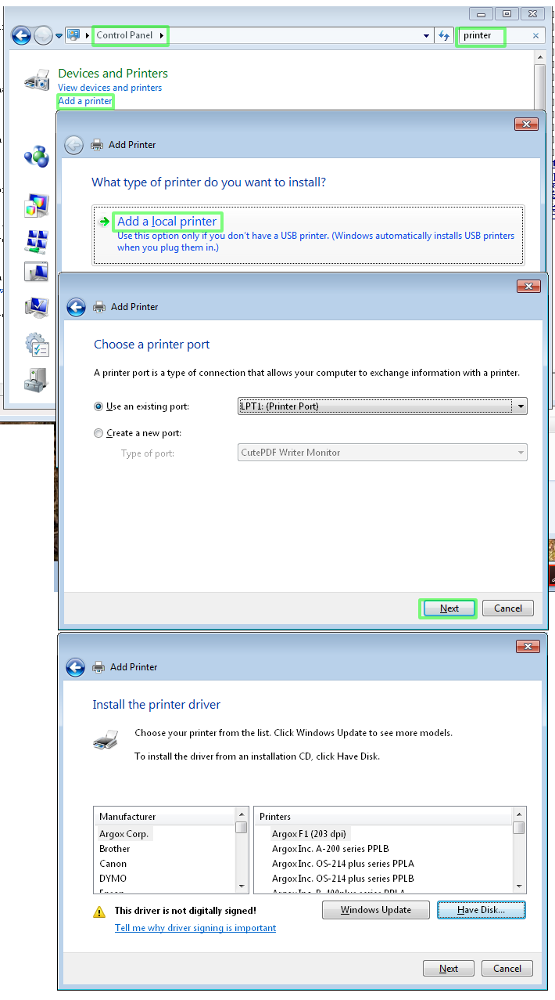 Control Panel
printer
Devices and Printers
View devices and printers
Add a printer
Add Printer
What type of printer do you want to install?
Add a local printer
Use this option only if you don't have a USB printer. (Windows automatically installs USB printers
when you plug them in.)
Add Printer
Choose a printer port
A printer port is a type of connection that allows your computer to exchange information with a printer.
Use an existing port:
LPT1: (Printer Port)
Create a new port:
Type of port:
CutePDF Writer Monitor
Next
Cancel
Add Printer
Install the printer driver
Choose your printer from the list. Click Windows Update to see more models.
To install the driver from an installation CD, click Have Disk.
Manufacturer
Printers
Argox Corp.
Argox F1 (203 dpi)
Brother
Argox Inc. A-200 series PPLB
Canon
Argox Inc. OS-214 plus series PPLA
DYMO
Argox Inc. OS-214 plus series PPLB
This driver is not digitally signed!
Windows Update
Have Disk...
Tell me why driver signing is important
Next
Cancel